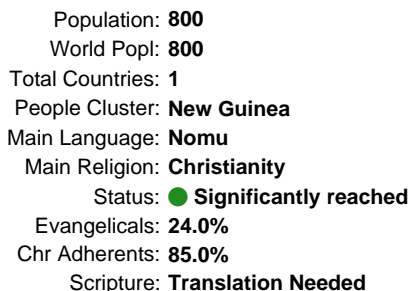 Population: 800
World Popl: 800
Total Countries: 1
People Cluster: New Guinea
Main Language: Nomu
Main Religion: Christianity
Status: Significantly reached
Evangelicals: 24.0%
Chr Adherents: 85.0%
Scripture: Translation Needed